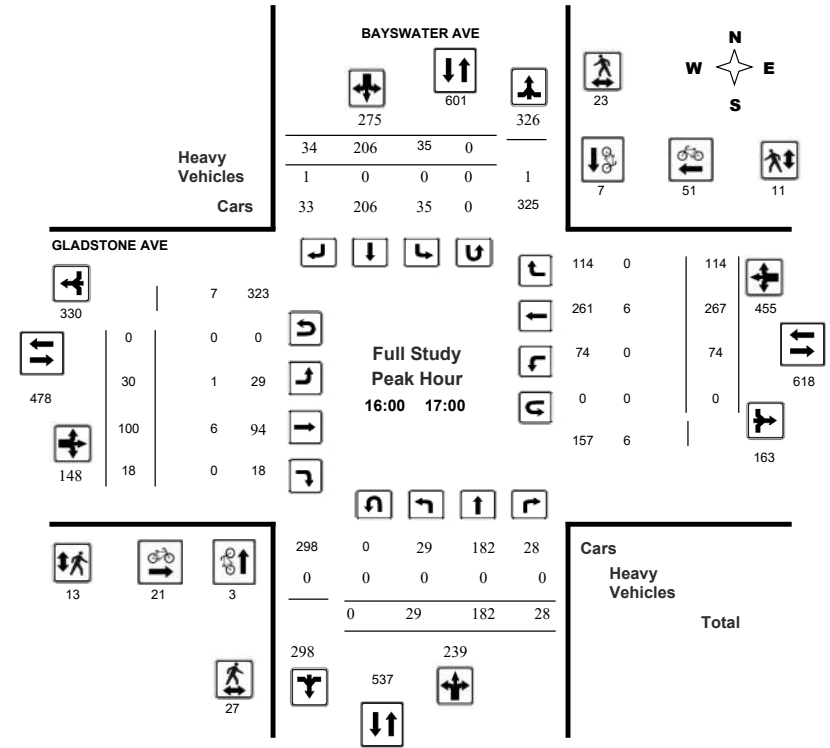 BAYSWATER AVE
N
W E
S
601
23
275 326
34 206 35 0
Heavy
Vehicles
1 0 0 0 1
Cars
33 206 35 0 325
7 51 11
GLADSTONE AVE
330
7 323
0 0 0
478
30 1 29
100 6 94
148
18 0 18
Full Study
Peak Hour
16:00 17:00
114 0 114
261 6 267 455
74 0 74
618
0 0 0
157 6
163
298 0 29 182 28 Cars
0 0 0 0 0 Heavy
Vehicles
0 29 182 28
Total
13 21 3
298 239
537
27